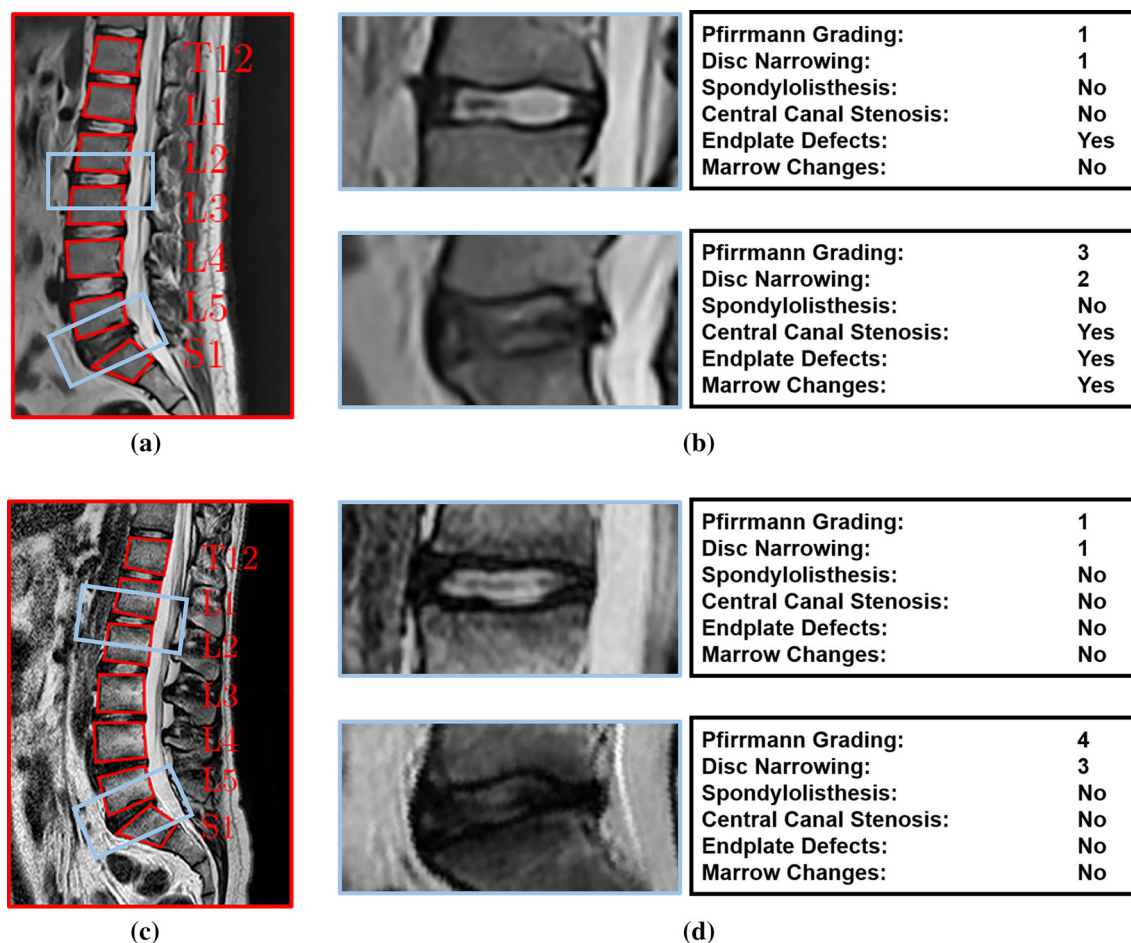 T12
L1
L2
L3
L4
L5
S1
Pfirrmann Grading: 1
Disc Narrowing: 1
Spondylolisthesis: No
Central Canal Stenosis: No
Endplate Defects: Yes
Marrow Changes: No
Pfirrmann Grading: 3
Disc Narrowing: 2
Spondylolisthesis: No
Central Canal Stenosis: Yes
Endplate Defects: Yes
Marrow Changes: Yes
(a)
(b)
T12
L1
L2
L3
L4
L5
S1
Pfirrmann Grading: 1
Disc Narrowing: 1
Spondylolisthesis: No
Central Canal Stenosis: No
Endplate Defects: No
Marrow Changes: No
Pfirrmann Grading: 4
Disc Narrowing: 3
Spondylolisthesis: No
Central Canal Stenosis: No
Endplate Defects: No
Marrow Changes: No
(c)
(d)